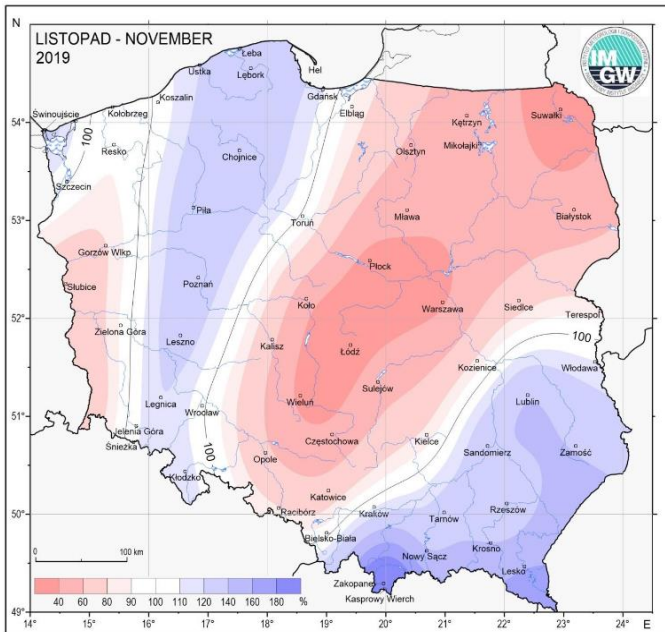 N
LISTOPAD - NOVEMBER
2019
IM
GW
Łeba
Ustka
Lębork
Hel
Koszalin
Gdańsk
Świnoujście
Kołobrzeg
Elbląg
Suwałki
54°
100
Kętrzyn
Resko
Olsztyn
Mikołajki
Chojnice
Szczecin
Piła
Mława
Białystok
53°
Toruń
Gorzów Wlkp.
Płock
Słubice
Poznań
Koło
Warszawa
Siedlce
52°
Terespol
Zielona Góra
Leszno
Kalisz
Łódź
100
Kozienice
Włodawa
Sulejów
Legnica
Wieluń
Lublin
51°
Wrocław
Jelenia Góra
Częstochowa
Kielce
Śnieżka
100
Opole
Sandomierz
Zamość
Kłodzko
Katowice
Racibórz
Kraków
Tarnów
Rzeszów
50°
Bielsko-Biała
0 100 km
Nowy Sącz
Krosno
Lesko
Zakopane
Kasprowy Wierch
40 60 80 90 100 110 120 140 160 180 %
49°
14° 15° 16° 17° 18° 19° 20° 21° 22° 23° 24° E